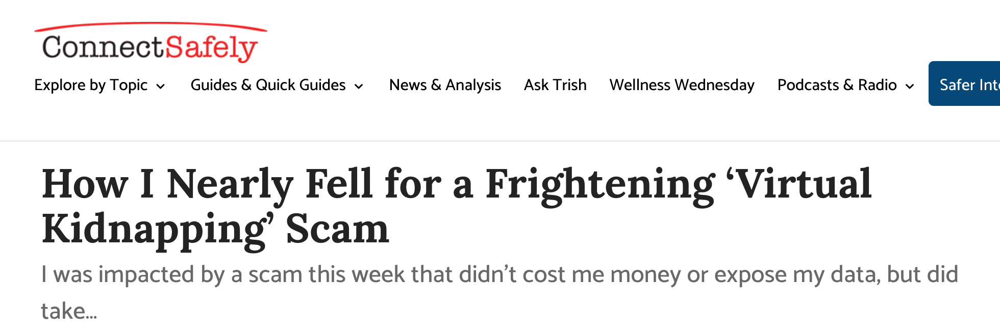 ConnectSafely
Explore by Topic Guides & Quick Guides News & Analysis Ask Trish Wellness Wednesday Podcasts & Radio Safer
How I Nearly Fell for a Frightening ‘Virtual
Kidnapping’ Scam
I was impacted by a scam this week that didn’t cost me money or expose my data, but did
take...